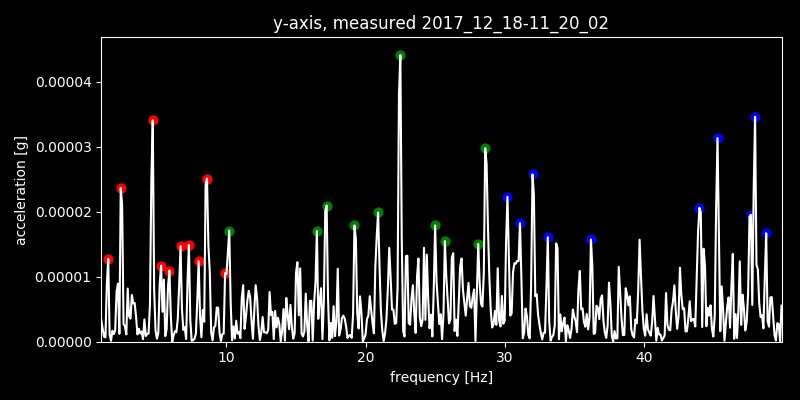 y-axis, measured 2017_12_18-11_20_02
acceleration [g]
0.00004
0.00003
0.00002
0.00001
0.00000
10 20 30 40
frequency [Hz]